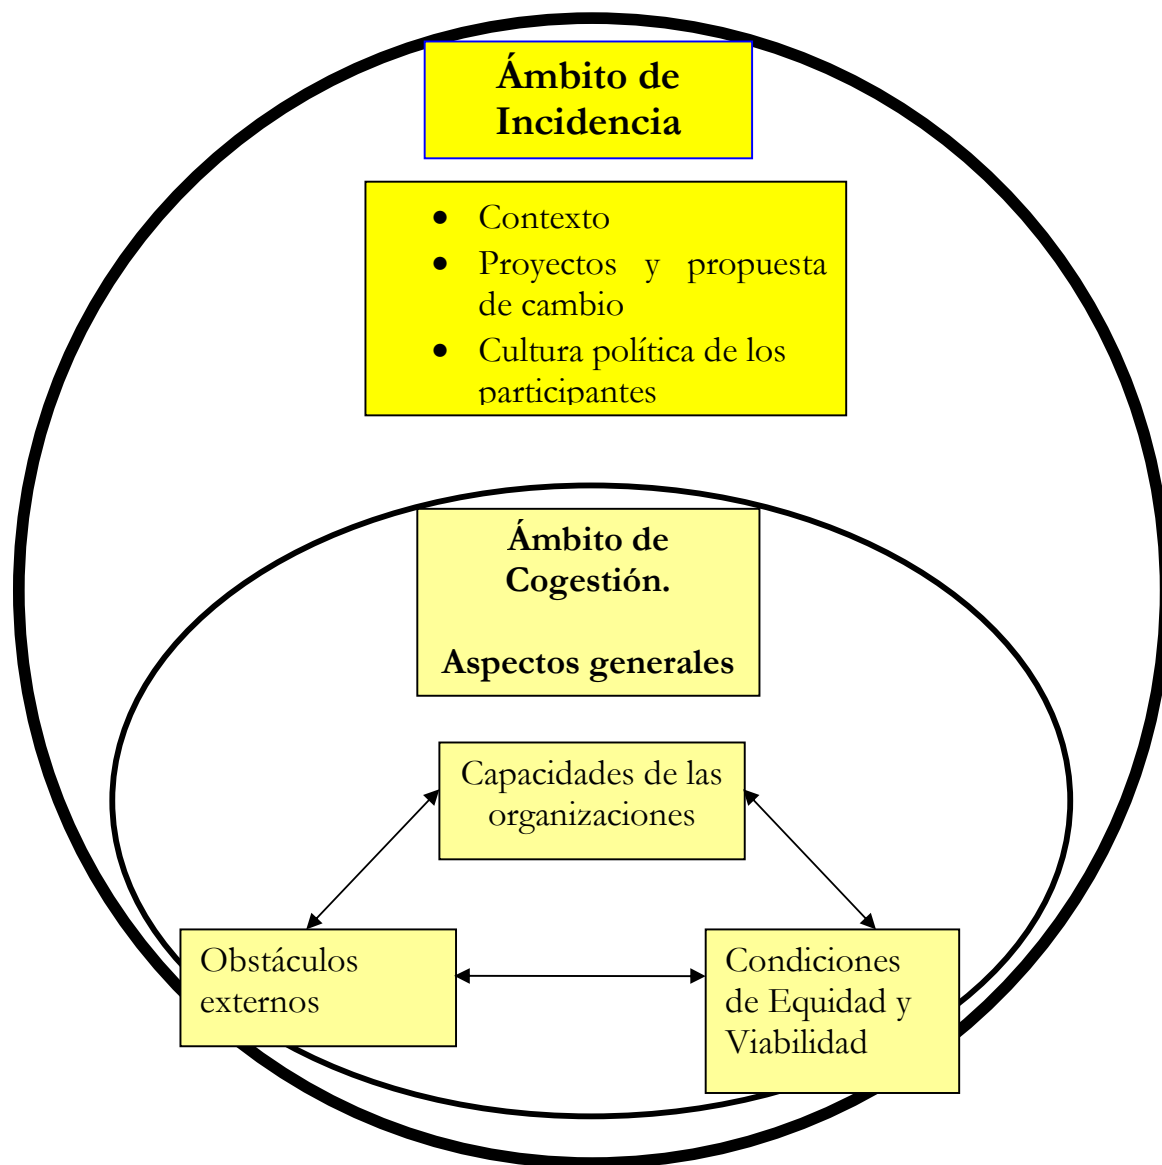 Ámbito de
Incidencia
• Contexto
• Proyectos y propuesta
de cambio
• Cultura política de los
participantes
Ámbito de
Cogestión.
Aspectos generales
Capacidades de las
organizaciones
Obstáculos
externos
Condiciones
de Equidad y
Viabilidad